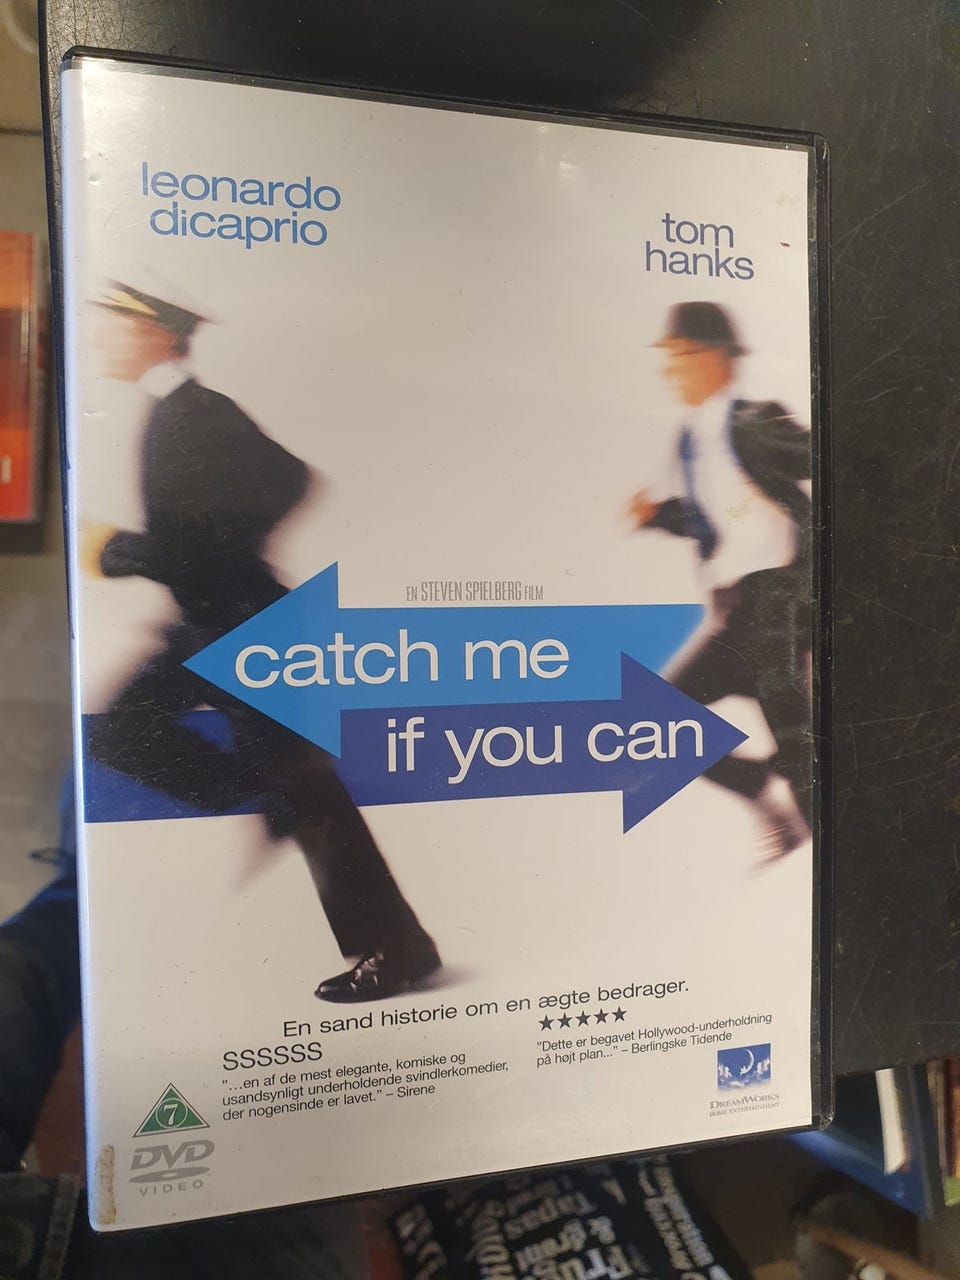 leonardo
dicaprio
tom
hanks
EN STEVEN SPIELBERG FILM
catch me
if you can
En sand historie om en ægte bedrager.
SSSSSS
"...en af de mest elegante, komiske og
usandsynligt underholdende svindlerkomedier,
der nogensinde er lavet." – Sirene
★★★★★
"Dette er begavet Hollywood-underholdning
på højt plan..." – Berlingske Tidende
7
DVD
VIDEO
DREAMWORKS
HOME ENTERTAINMENT
Tapas
&